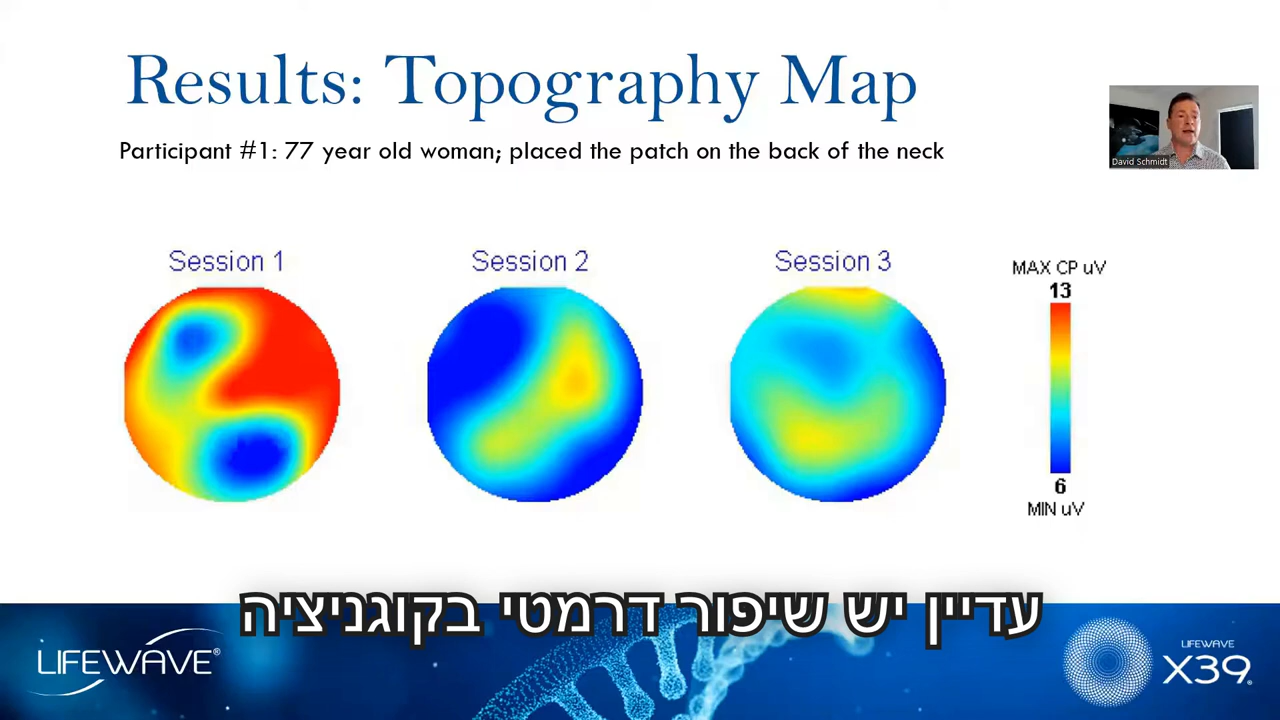 Results: Topography Map
Participant #1: 77 year old woman; placed the patch on the back of the neck
David Schmidt
Session 1
Session 2
Session 3
MAX CP uV
13
6
MIN uV
עדיין יש שיפור דרמטי בקוגניציה
LIFEWAVE®
LIFEWAVE
X39®